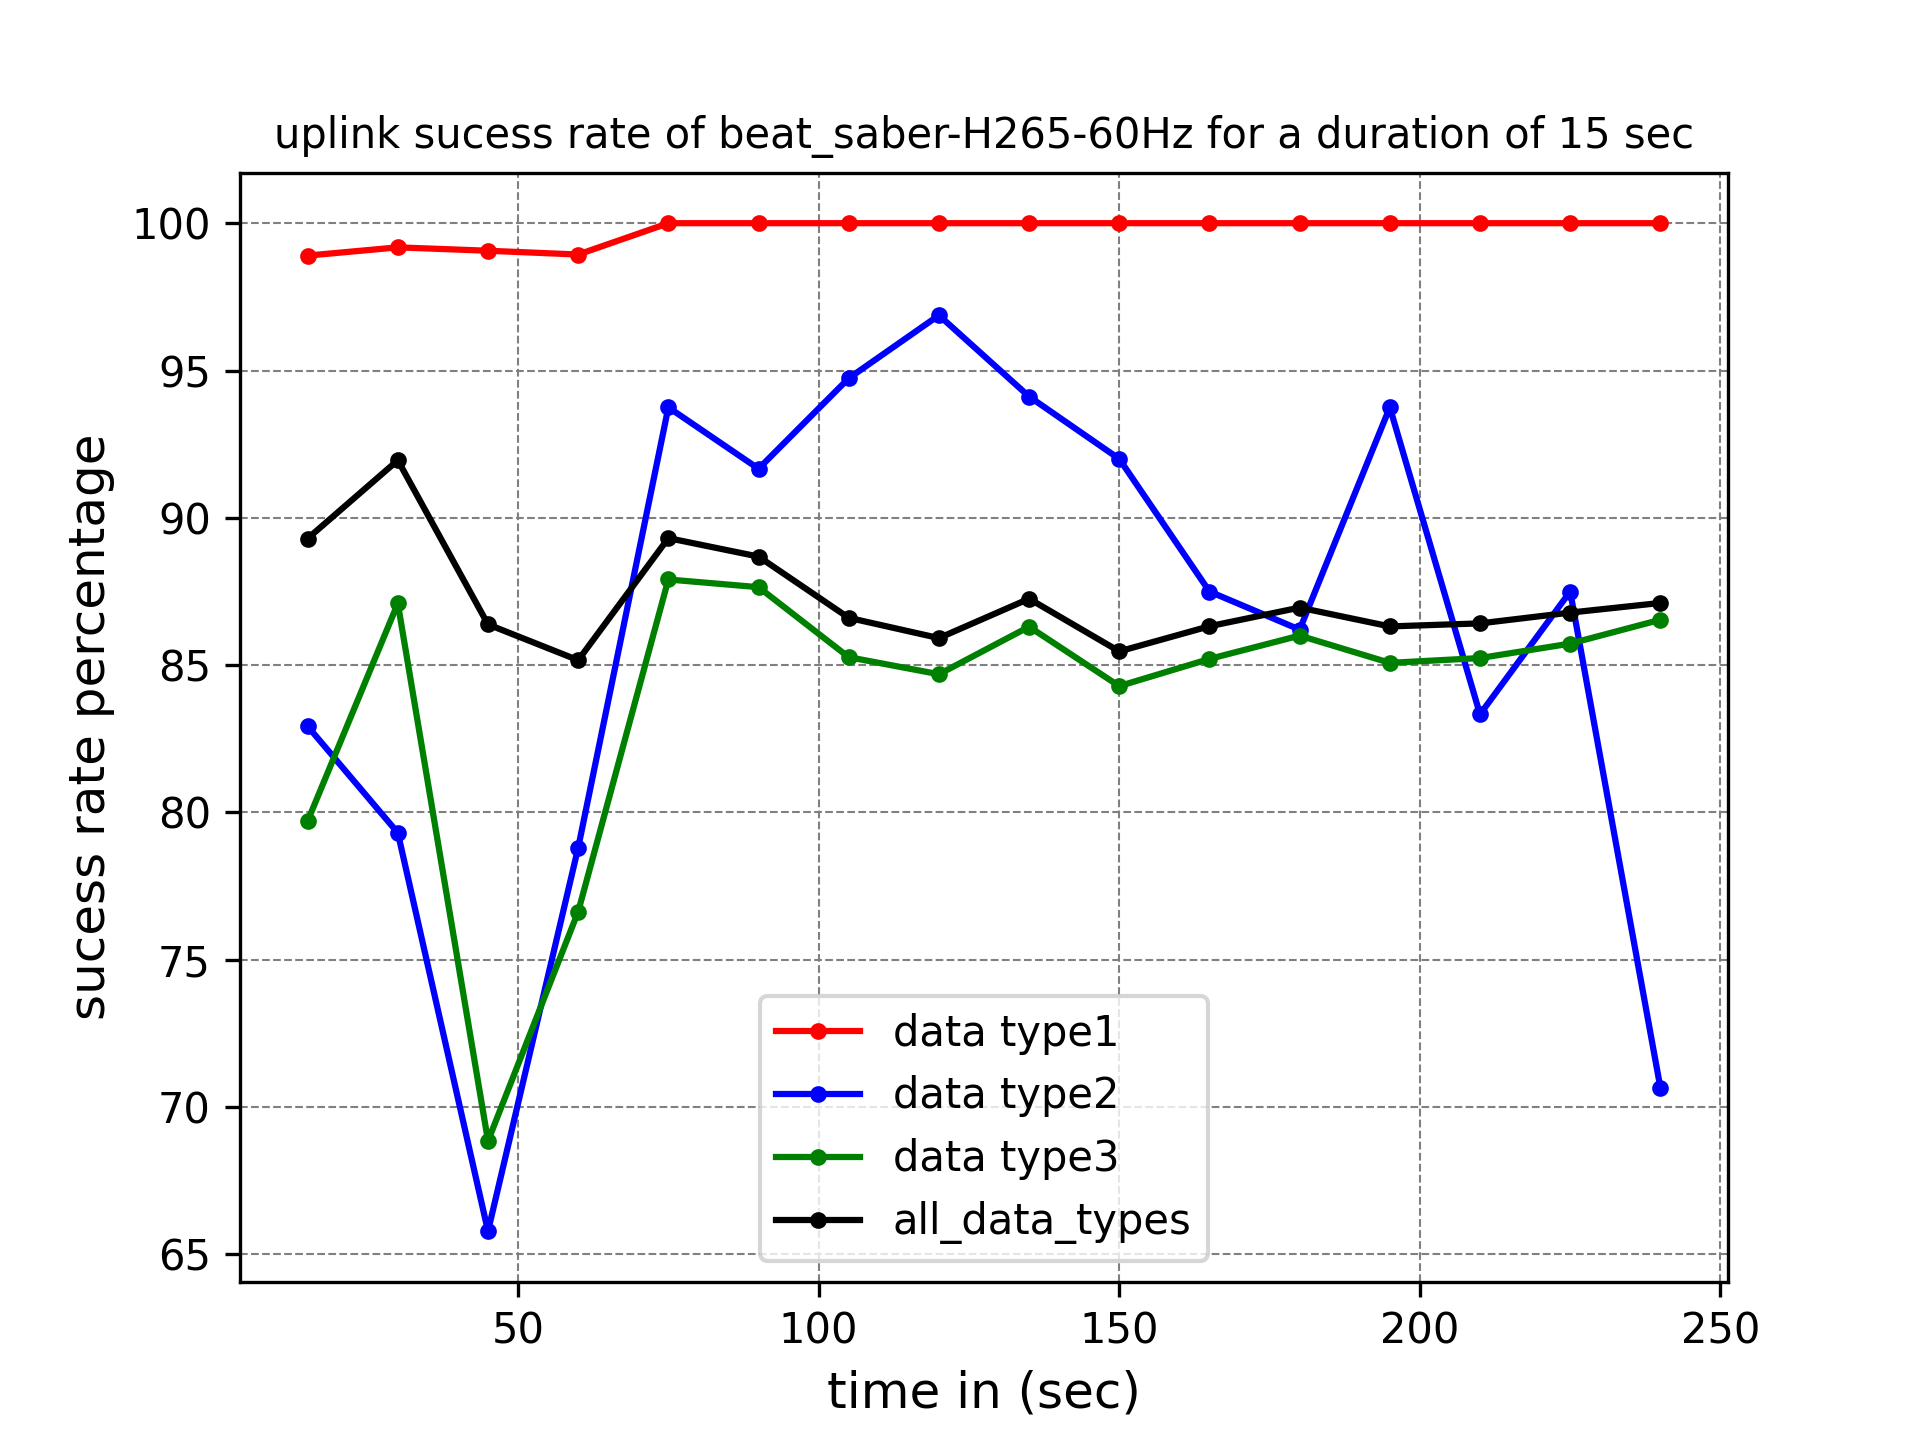 uplink sucess rate of beat_saber-H265-60Hz for a duration of 15 sec
sucess rate percentage
100
95
90
85
80
75
70
65
data type1
data type2
data type3
all_data_types
50 100 150 200 250
time in (sec)